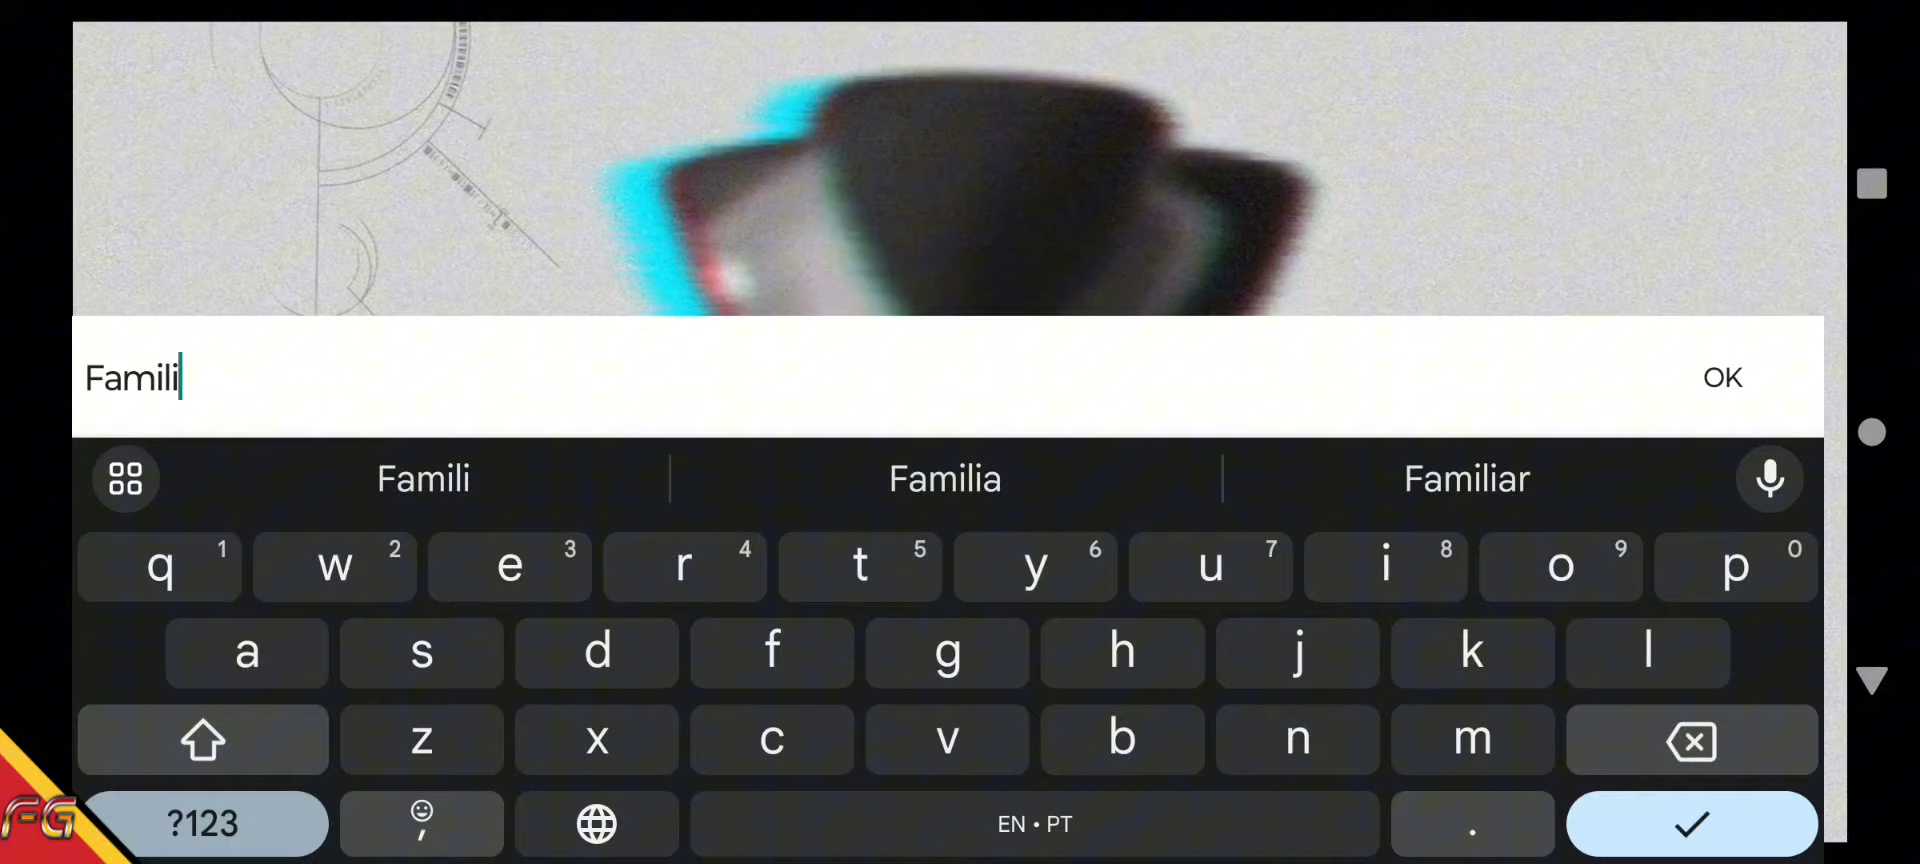 Famili
OK
Famili Familia Familiar
q 1 w 2 e 3 r 4 t 5 y 6 u 7 i 8 o 9 p 0
a s d f g h j k l
z x c v b n m
FG ?123 , EN • PT .